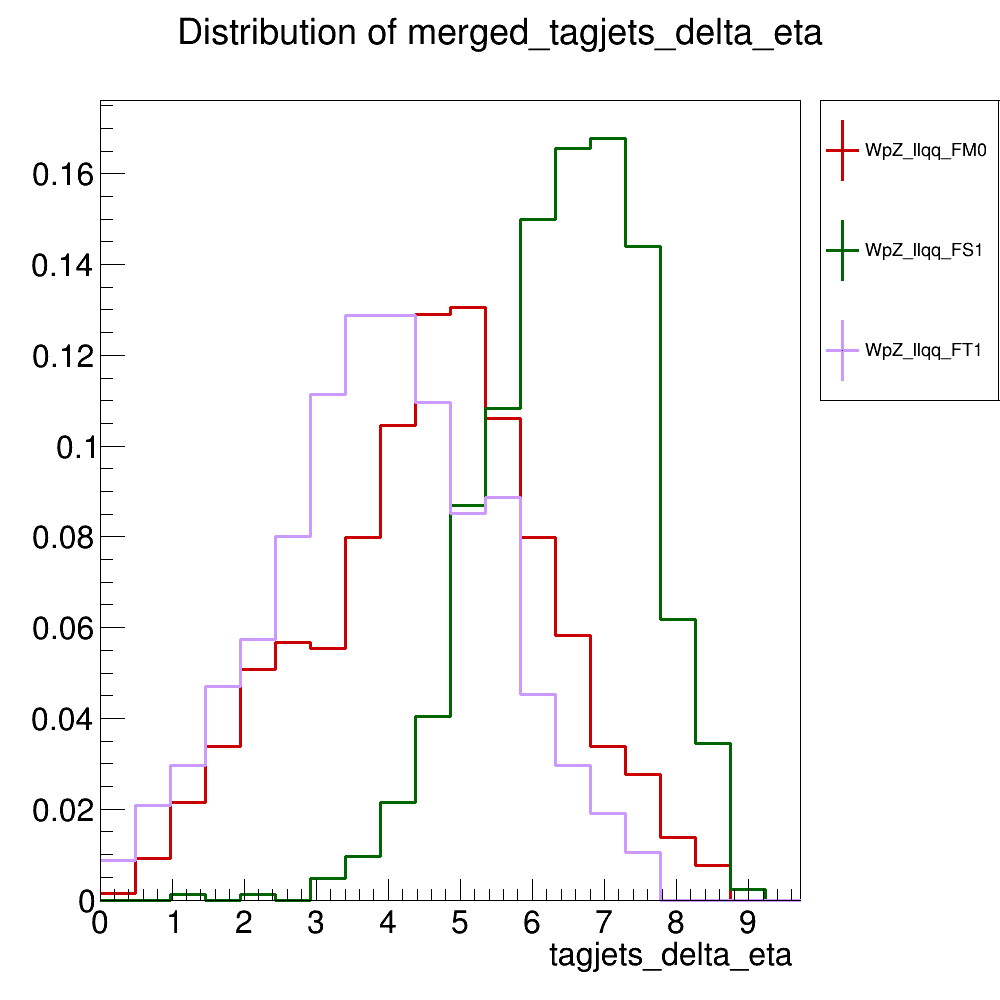 Distribution of merged_tagjets_delta_eta
WpZ_llqq_FM0
WpZ_llqq_FS1
WpZ_llqq_FT1
0.16
0.14
0.12
0.1
0.08
0.06
0.04
0.02
0
0 1 2 3 4 5 6 7 8 9
tagjets_delta_eta